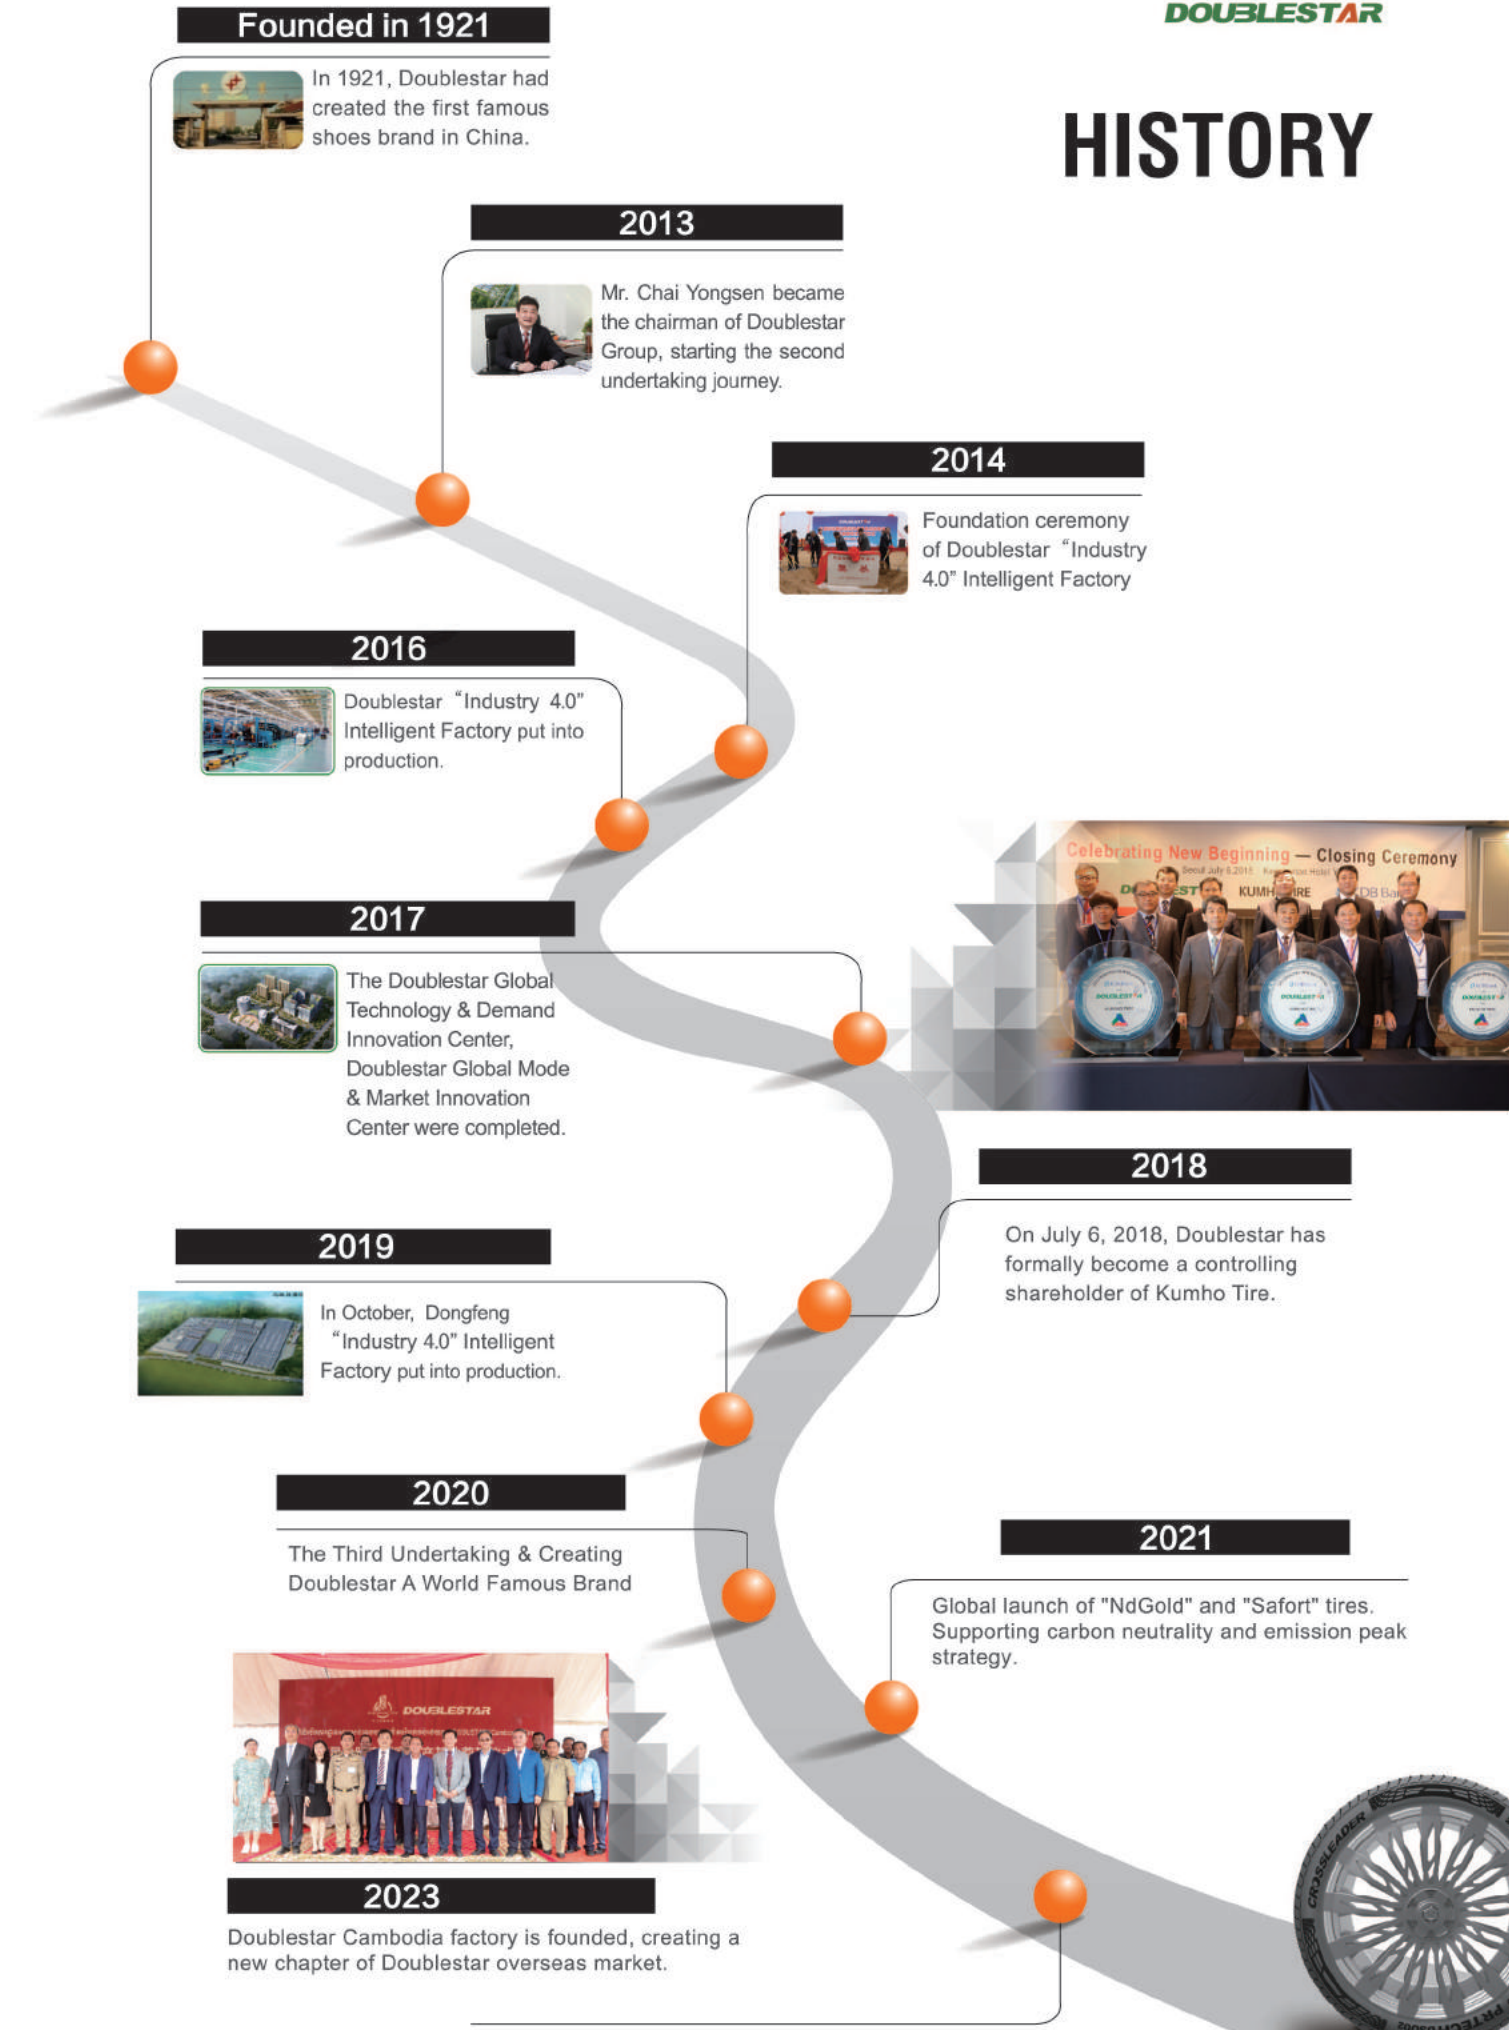 DOUBLESTAR
HISTORY
Founded in 1921
In 1921, Doublestar had
created the first famous
shoes brand in China.
2013
Mr. Chai Yongsen became
the chairman of Doublestar
Group, starting the second
undertaking journey.
2014
Foundation ceremony
of Doublestar “Industry
4.0” Intelligent Factory
2016
Doublestar “Industry 4.0”
Intelligent Factory put into
production.
2017
The Doublestar Global
Technology & Demand
Innovation Center,
Doublestar Global Mode
& Market Innovation
Center were completed.
Celebrating New Beginning — Closing Ceremony
Seoul July 6,2018
DOUBLESTAR
DOUBLESTAR
DOUBLESTAR
2018
On July 6, 2018, Doublestar has
formally become a controlling
shareholder of Kumho Tire.
2019
In October, Dongfeng
“Industry 4.0” Intelligent
Factory put into production.
2020
The Third Undertaking & Creating
Doublestar A World Famous Brand
2021
Global launch of "NdGold" and "Safort" tires.
Supporting carbon neutrality and emission peak
strategy.
DOUBLESTAR
2023
Doublestar Cambodia factory is founded, creating a
new chapter of Doublestar overseas market.
CROSSLEADER